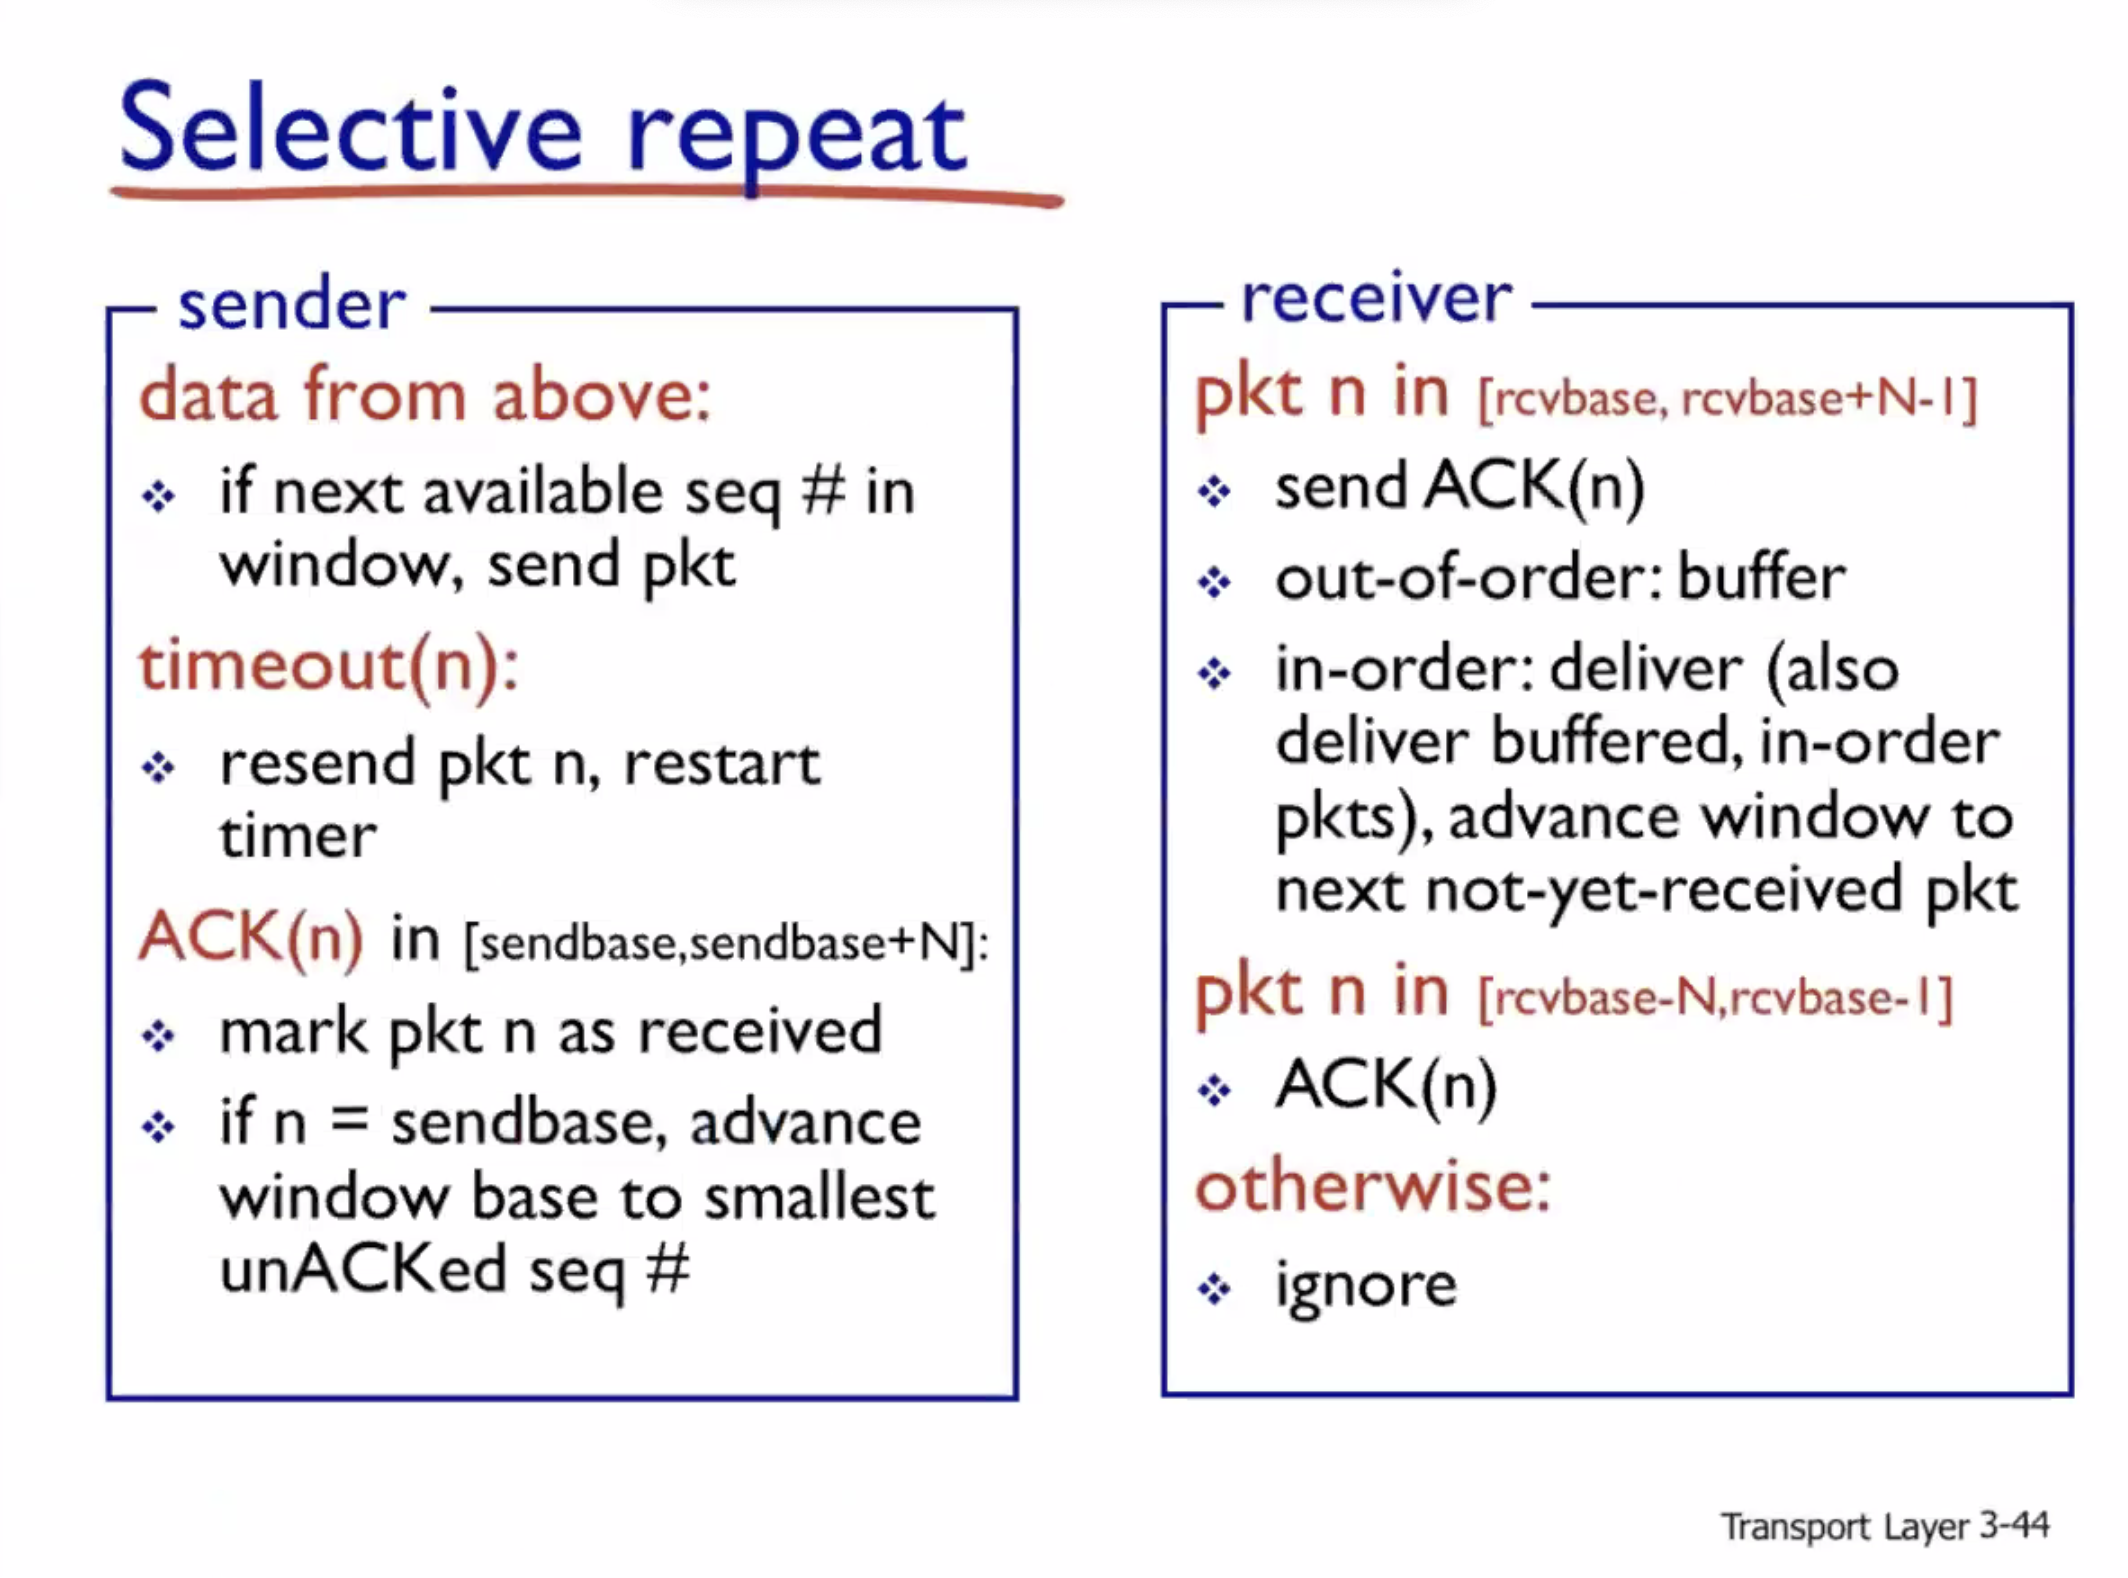 Selective repeat
sender
data from above:
❖ if next available seq # in
window, send pkt
timeout(n):
❖ resend pkt n, restart
timer
ACK(n) in [sendbase,sendbase+N]:
❖ mark pkt n as received
❖ if n = sendbase, advance
window base to smallest
unACKed seq #
receiver
pkt n in [rcvbase, rcvbase+N-1]
❖ send ACK(n)
❖ out-of-order: buffer
❖ in-order: deliver (also
deliver buffered, in-order
pkts), advance window to
next not-yet-received pkt
pkt n in [rcvbase-N,rcvbase-1]
❖ ACK(n)
otherwise:
❖ ignore
Transport Layer 3-44